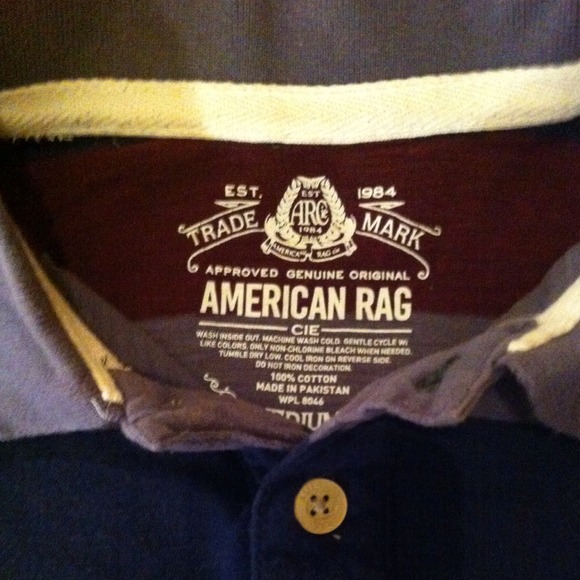 EST. 1984
TRADE MARK
EST
ARC
1984
AMERICAN RAG CIE
APPROVED GENUINE ORIGINAL
AMERICAN RAG
CIE
WASH INSIDE OUT. MACHINE WASH COLD. GENTLE CYCLE W/
LIKE COLORS. ONLY NON-CHLORINE BLEACH WHEN NEEDED.
TUMBLE DRY LOW. COOL IRON ON REVERSE SIDE.
DO NOT IRON DECORATION.
100% COTTON
MADE IN PAKISTAN
WPL 8046
MEDIUM